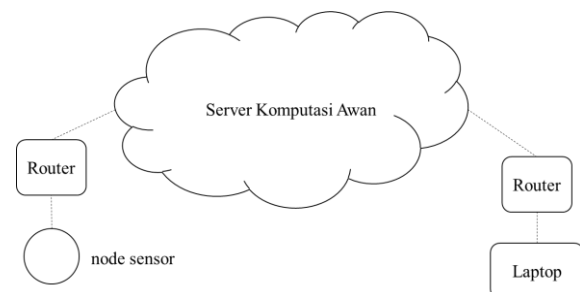 Server Komputasi Awan
Router
Router
node sensor
Laptop